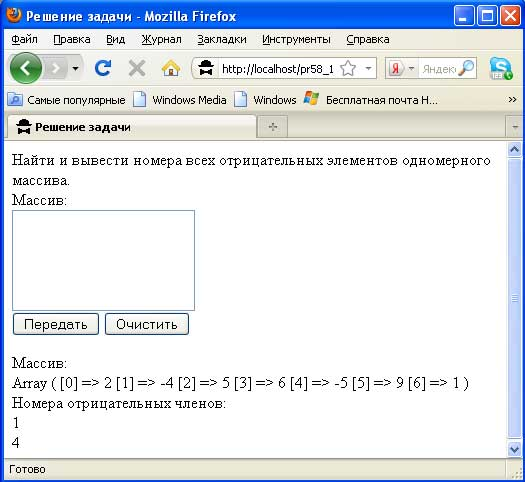 Решение задачи - Mozilla Firefox
Файл Правка Вид Журнал Закладки Инструменты Справка
http://localhost/pr58_1 Яндекс
Самые популярные Windows Media Windows Бесплатная почта H...
Решение задачи
Найти и вывести номера всех отрицательных элементов одномерного
массива.
Массив:
Передать Очистить
Массив:
Array ( [0] => 2 [1] => -4 [2] => 5 [3] => 6 [4] => -5 [5] => 9 [6] => 1 )
Номера отрицательных членов:
1
4
Готово